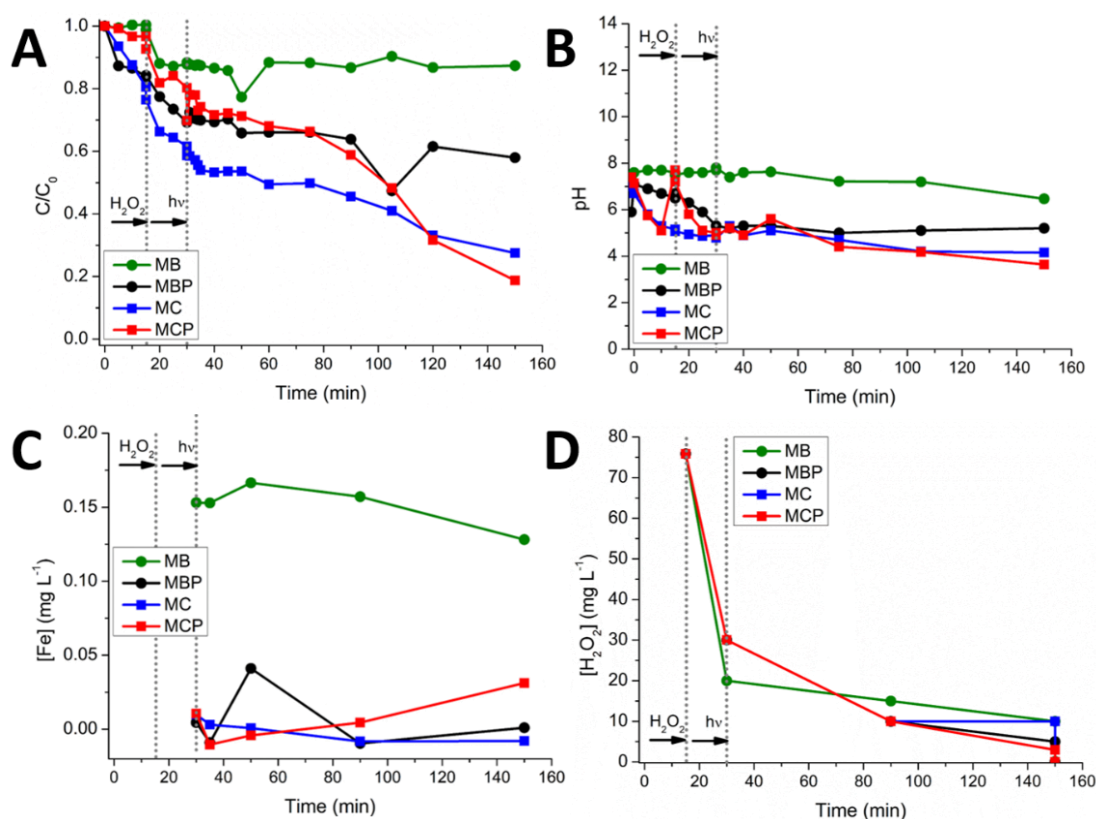 A
1.0
0.8
0.6
0.4
0.2
0.0
C/C₀
H₂O₂
hν
MB
MBP
MC
MCP
0 20 40 60 80 100 120 140 160
Time (min)
B
14
12
10
8
6
4
2
0
pH
H₂O₂
hν
MB
MBP
MC
MCP
0 20 40 60 80 100 120 140 160
Time (min)
C
0.20
0.15
0.10
0.05
0.00
[Fe] (mg L⁻¹)
H₂O₂
hν
MB
MBP
MC
MCP
0 20 40 60 80 100 120 140 160
Time (min)
D
80
70
60
50
40
30
20
10
0
[H₂O₂] (mg L⁻¹)
H₂O₂
hν
MB
MBP
MC
MCP
0 20 40 60 80 100 120 140 160
Time (min)